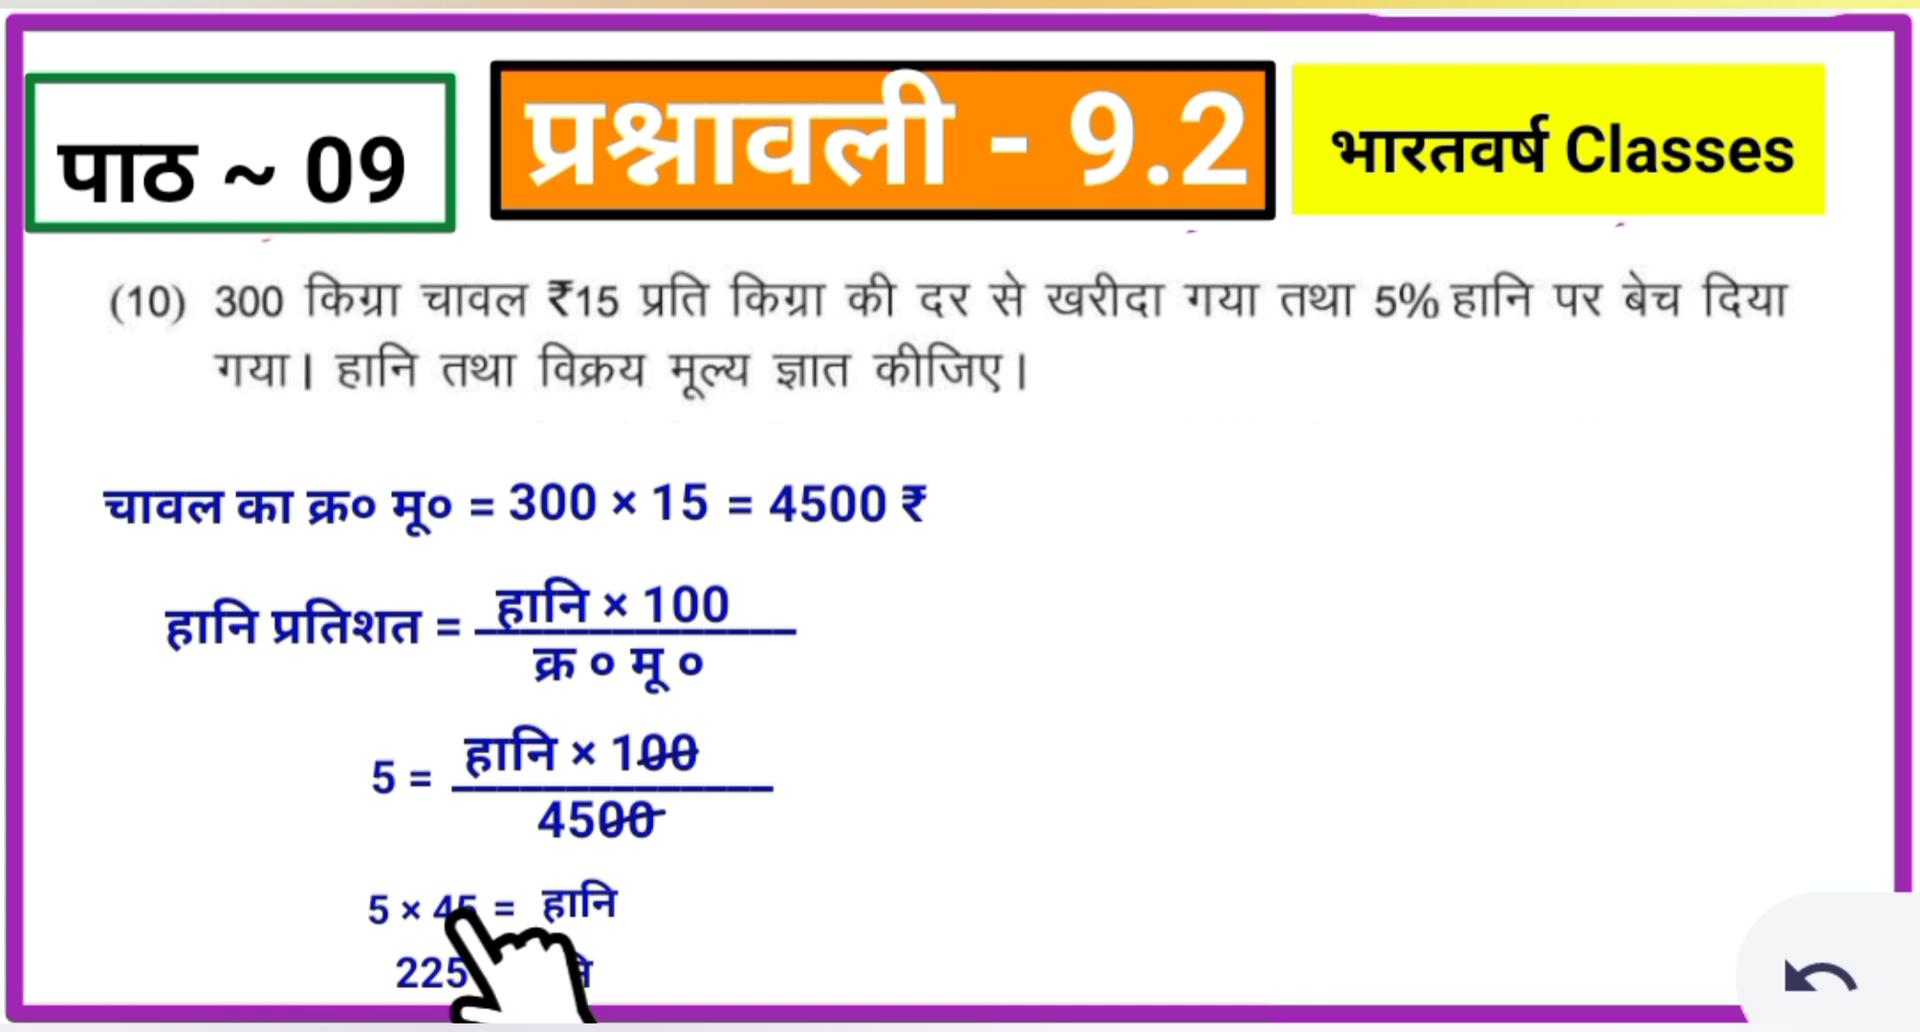 पाठ ~ 09
प्रश्नावली - 9.2
भारतवर्ष Classes
(10) 300 किग्रा चावल ₹15 प्रति किग्रा की दर से खरीदा गया तथा 5% हानि पर बेच दिया
गया। हानि तथा विक्रय मूल्य ज्ञात कीजिए।
चावल का क्र० मू० = 300 × 15 = 4500 ₹
हानि प्रतिशत = हानि × 100
क्र ० मू ०
5 = हानि × 100
4500
5 × 45 = हानि
225